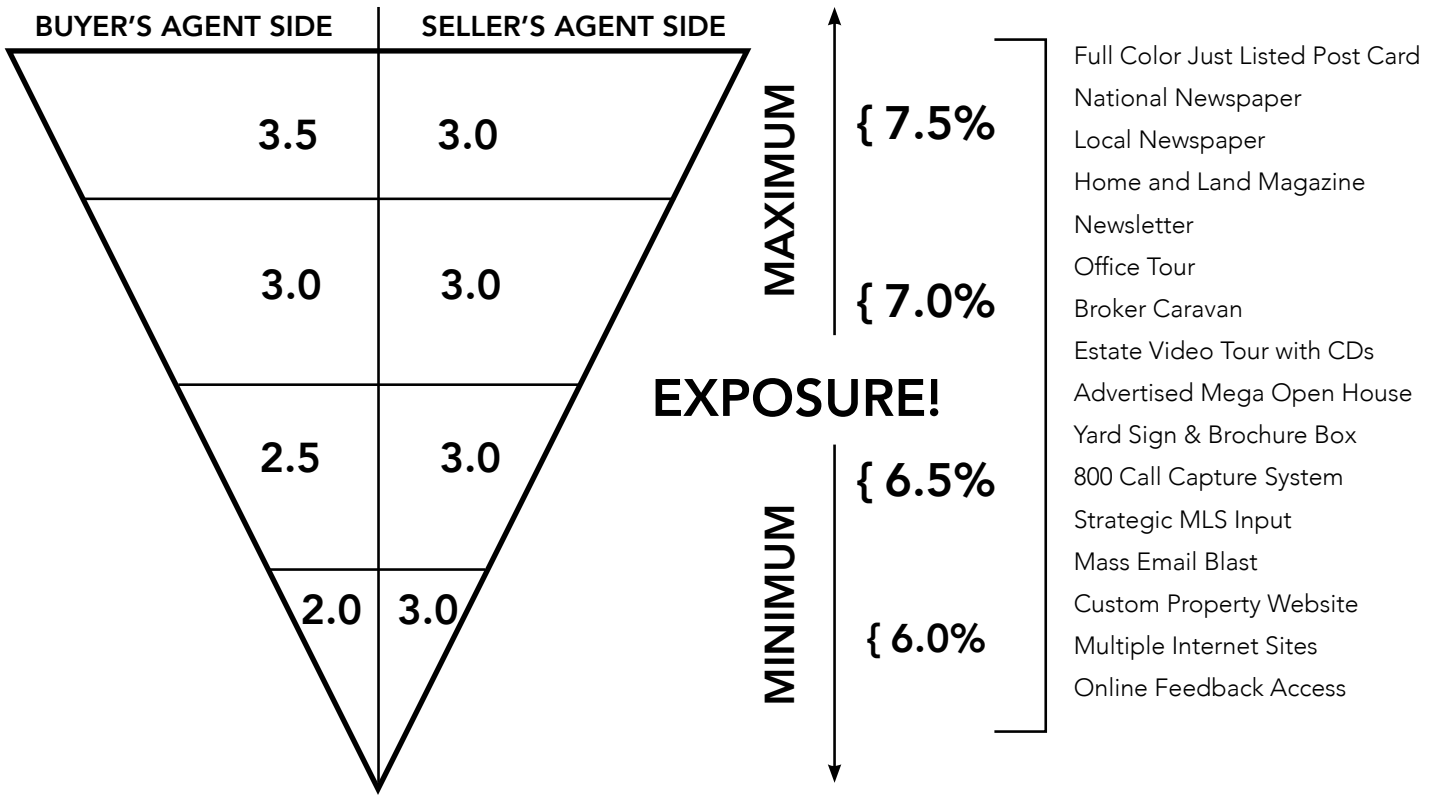 BUYER'S AGENT SIDE
SELLER'S AGENT SIDE
3.5
3.0
3.0
3.0
2.5
3.0
2.0
3.0
MAXIMUM
EXPOSURE!
MINIMUM
{ 7.5%
{ 7.0%
{ 6.5%
{ 6.0%
Full Color Just Listed Post Card
National Newspaper
Local Newspaper
Home and Land Magazine
Newsletter
Office Tour
Broker Caravan
Estate Video Tour with CDs
Advertised Mega Open House
Yard Sign & Brochure Box
800 Call Capture System
Strategic MLS Input
Mass Email Blast
Custom Property Website
Multiple Internet Sites
Online Feedback Access